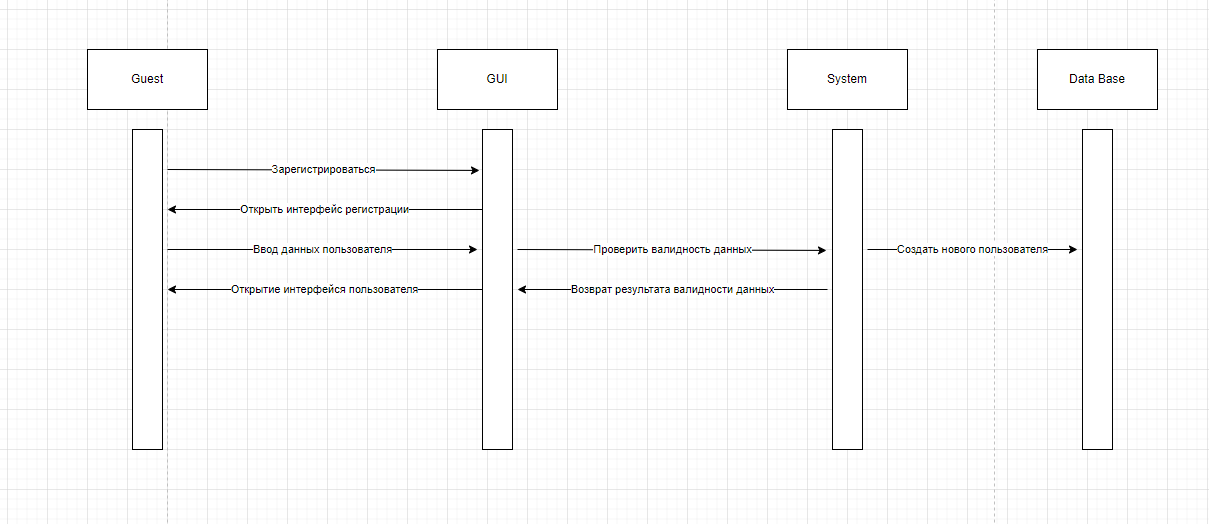 Guest
GUI
System
Data Base
Зарегистрироваться
Открыть интерфейс регистрации
Ввод данных пользователя
Проверить валидность данных
Создать нового пользователя
Открытие интерфейся пользователя
Возврат результата валидности данных